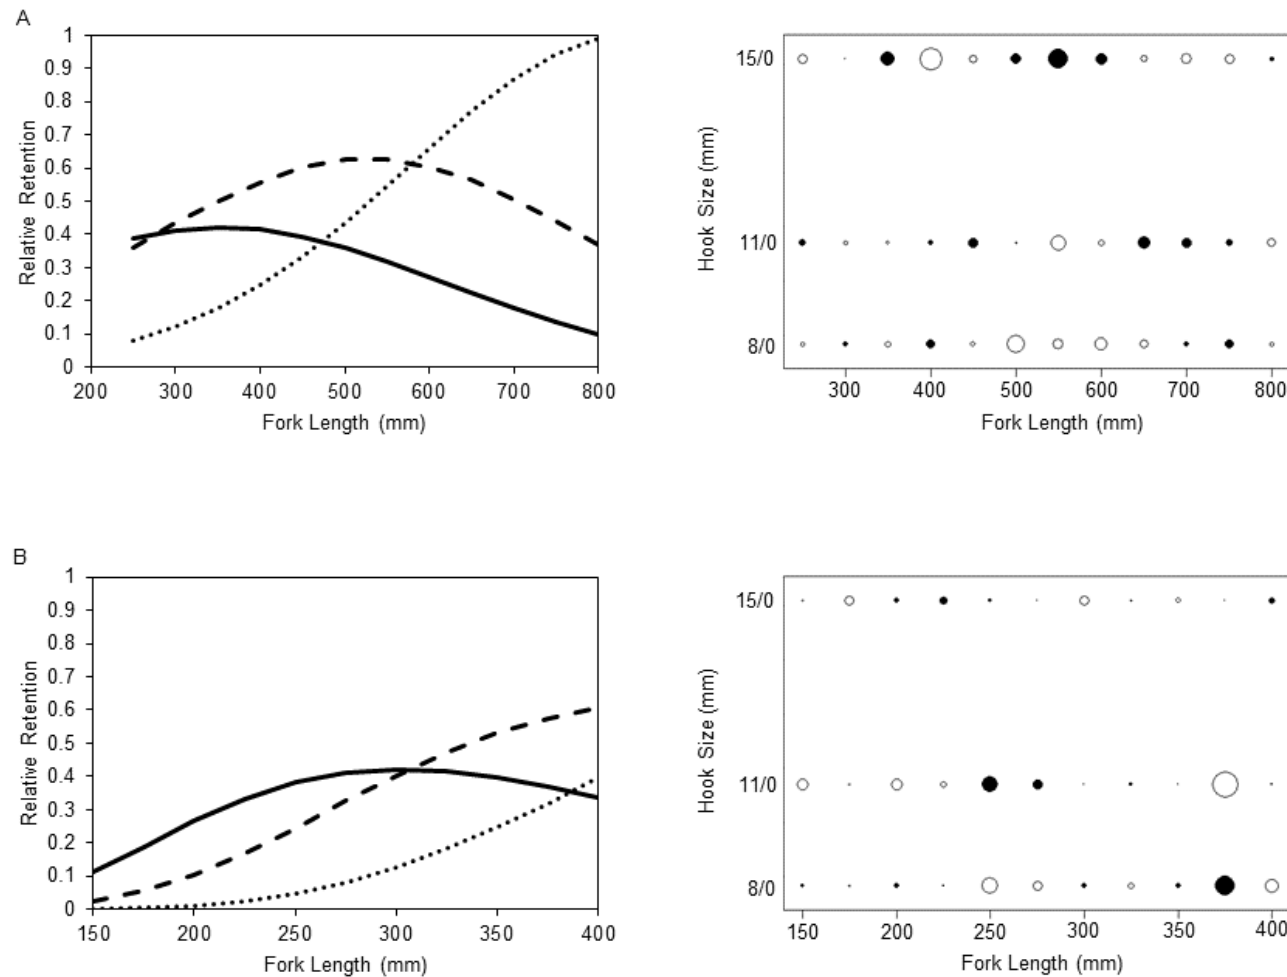 A
1
0.9
0.8
0.7
0.6
0.5
0.4
0.3
0.2
0.1
0
Relative Retention
200 300 400 500 600 700 800
Fork Length (mm)
15/0
11/0
8/0
Hook Size (mm)
300 400 500 600 700 800
Fork Length (mm)
B
1
0.9
0.8
0.7
0.6
0.5
0.4
0.3
0.2
0.1
0
Relative Retention
150 200 250 300 350 400
Fork Length (mm)
15/0
11/0
8/0
Hook Size (mm)
150 200 250 300 350 400
Fork Length (mm)